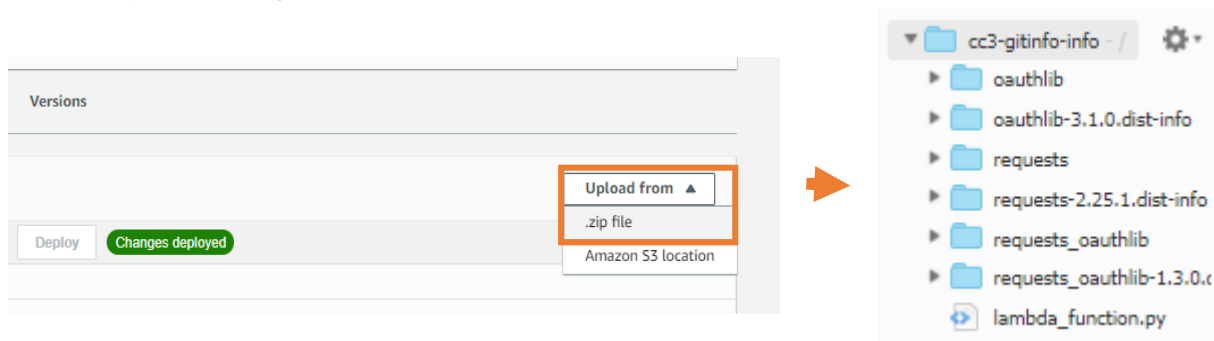 Versions
Upload from
.zip file
Deploy
Changes deployed
Amazon S3 location
cc3-gitinfo-info - /
oauthlib
oauthlib-3.1.0.dist-info
requests
requests-2.25.1.dist-info
requests_oauthlib
requests_oauthlib-1.3.0.
lambda_function.py